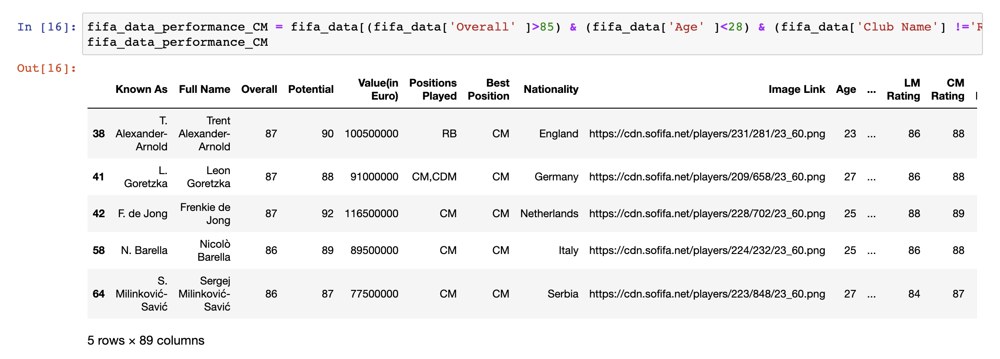 In [16]: fifa_data_performance_CM = fifa_data[(fifa_data['Overall' ]>85) & (fifa_data['Age' ]<28) & (fifa_data['Club Name'] !='R
fifa_data_performance_CM
Out[16]:
Known As Full Name Overall Potential Value(in Euro) Positions Played Best Position Nationality Image Link Age ... LM Rating CM Rating
38 T. Alexander-Arnold Trent Alexander-Arnold 87 90 100500000 RB CM England https://cdn.sofifa.net/players/231/281/23_60.png 23 ... 86 88
41 L. Goretzka Leon Goretzka 87 88 91000000 CM,CDM CM Germany https://cdn.sofifa.net/players/209/658/23_60.png 27 ... 86 88
42 F. de Jong Frenkie de Jong 87 92 116500000 CM CM Netherlands https://cdn.sofifa.net/players/228/702/23_60.png 25 ... 88 89
58 N. Barella Nicolò Barella 86 89 89500000 CM CM Italy https://cdn.sofifa.net/players/224/232/23_60.png 25 ... 86 88
64 S. Milinković-Savić Sergej Milinković-Savić 86 87 77500000 CM CM Serbia https://cdn.sofifa.net/players/223/848/23_60.png 27 ... 84 87
5 rows × 89 columns